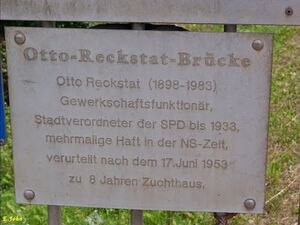 Otto-Reckstat-Brücke
Otto Reckstat (1898-1983)
Gewerkschaftsfunktionär,
Stadtverordneter der SPD bis 1933,
mehrmalige Haft in der NS-Zeit,
verurteilt nach dem 17. Juni 1953
zu 8 Jahren Zuchthaus,